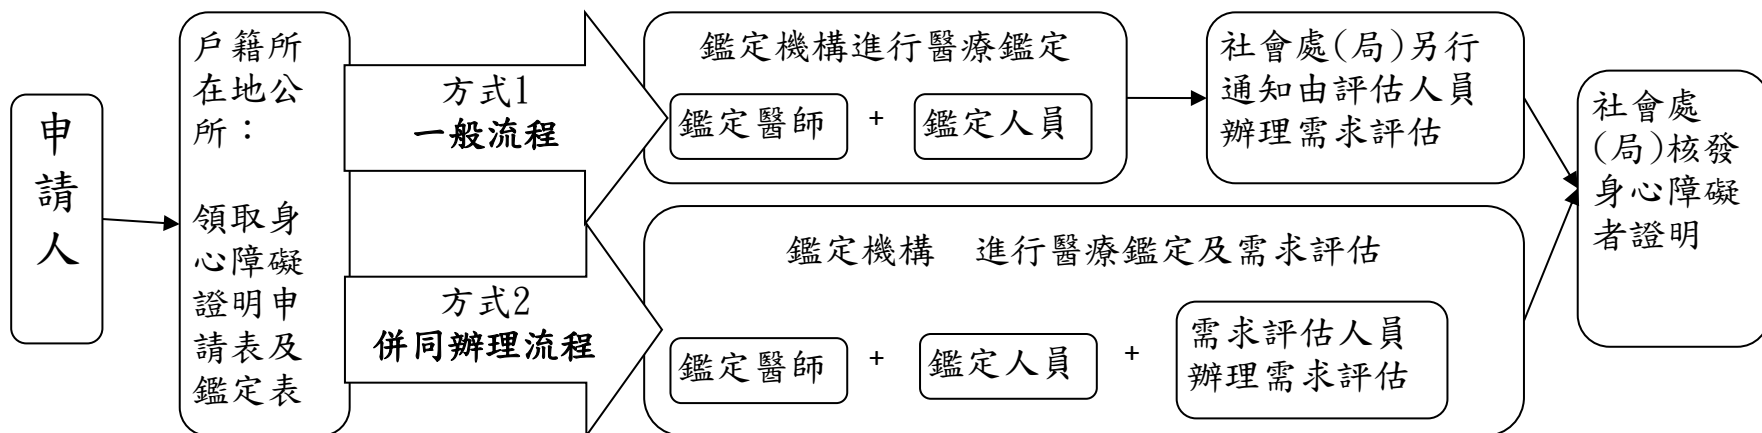 申
請
人
戶籍所
在地公
所：
領取身
心障礙
證明申
請表及
鑑定表
方式1
一般流程
鑑定機構進行醫療鑑定
鑑定醫師 + 鑑定人員
社會處(局)另行
通知由評估人員
辦理需求評估
方式2
併同辦理流程
鑑定機構　進行醫療鑑定及需求評估
鑑定醫師 + 鑑定人員 +
需求評估人員
辦理需求評估
社會處
(局)核發
身心障礙
者證明